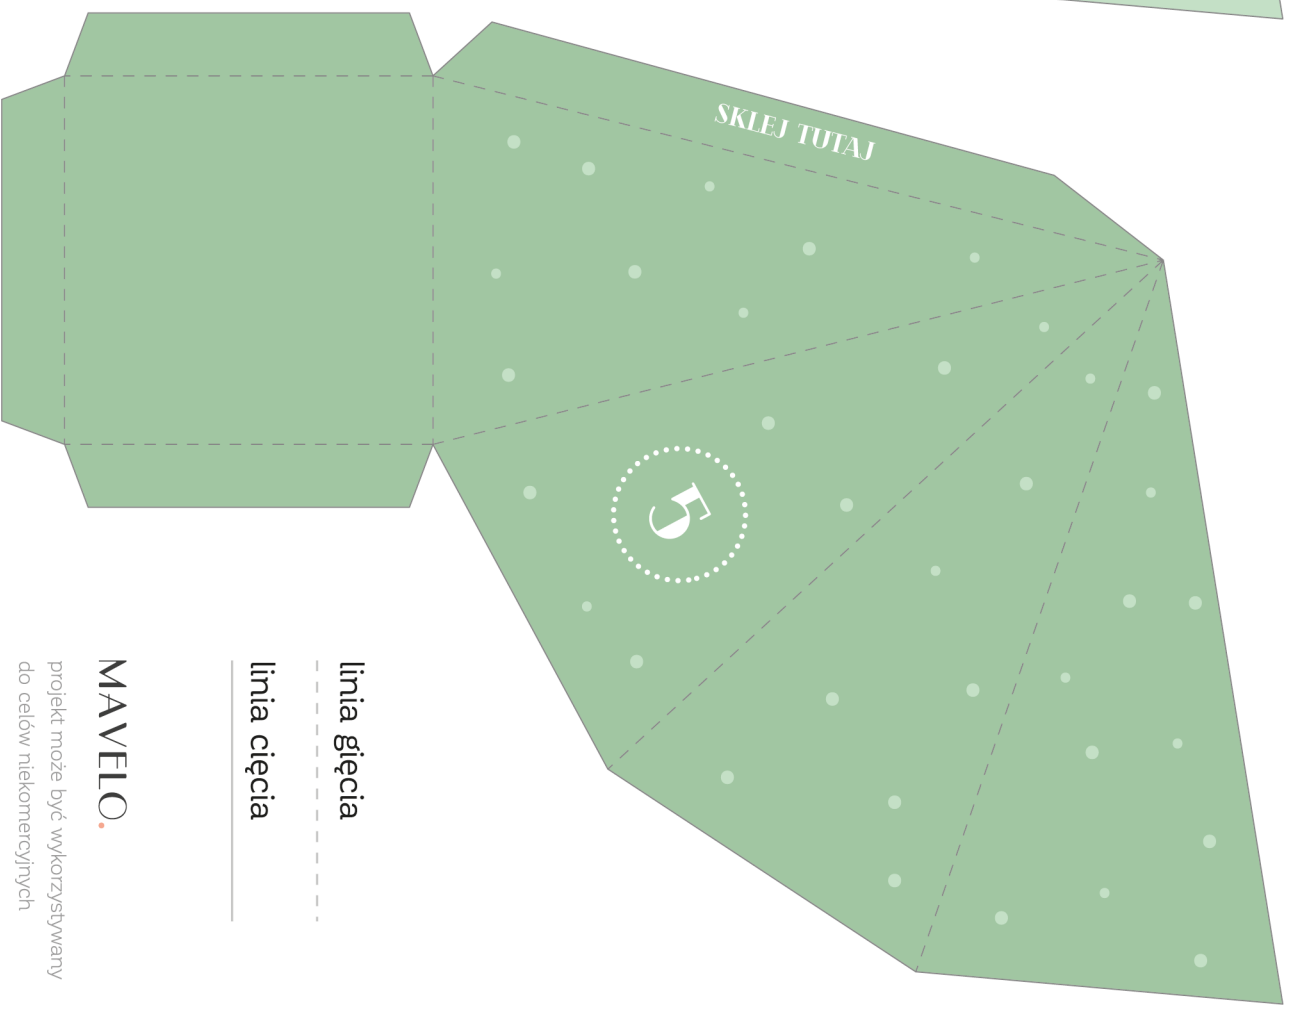 SKLEJ TUTAJ
5
linia gięcia
linia cięcia
MAVELO.
projekt może być wykorzystywany
do celów niekomercyjnych